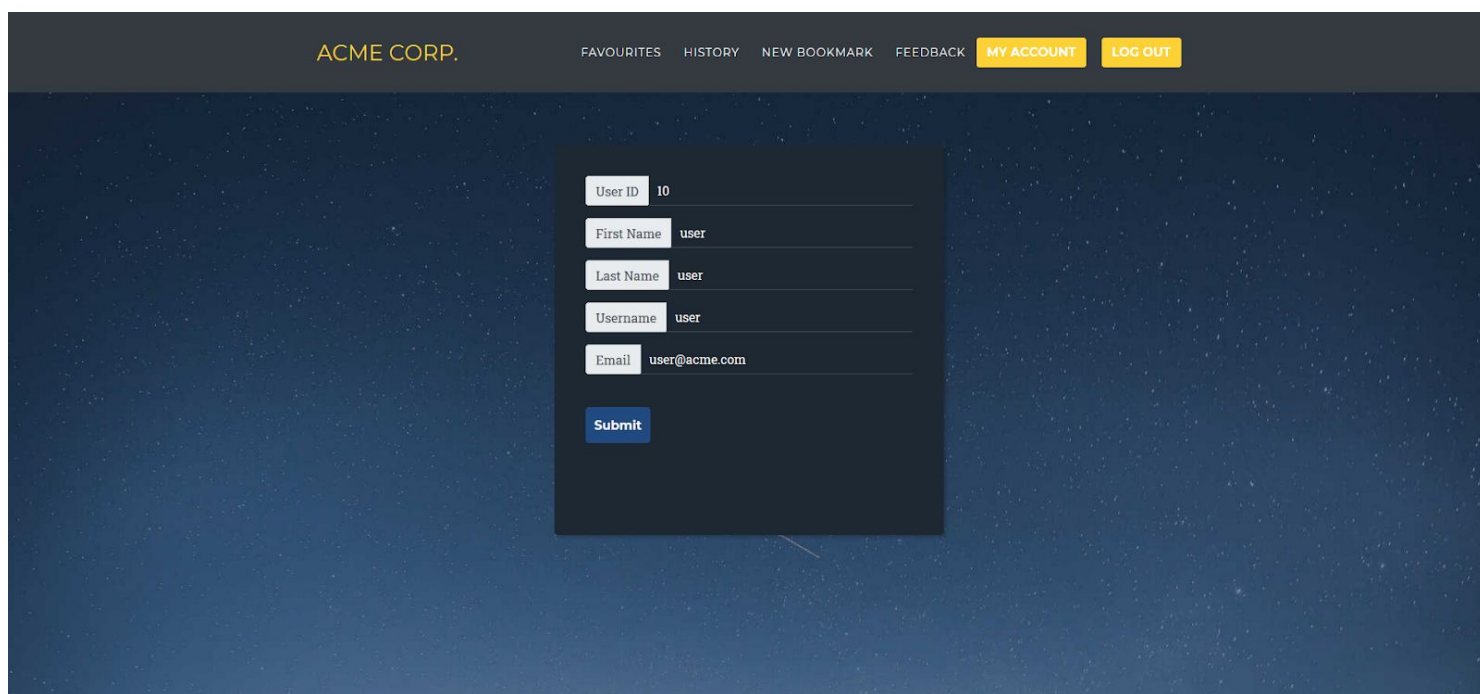 ACME CORP. FAVOURITES HISTORY NEW BOOKMARK FEEDBACK MY ACCOUNT LOG OUT
User ID 10
First Name user
Last Name user
Username user
Email user@acme.com
Submit